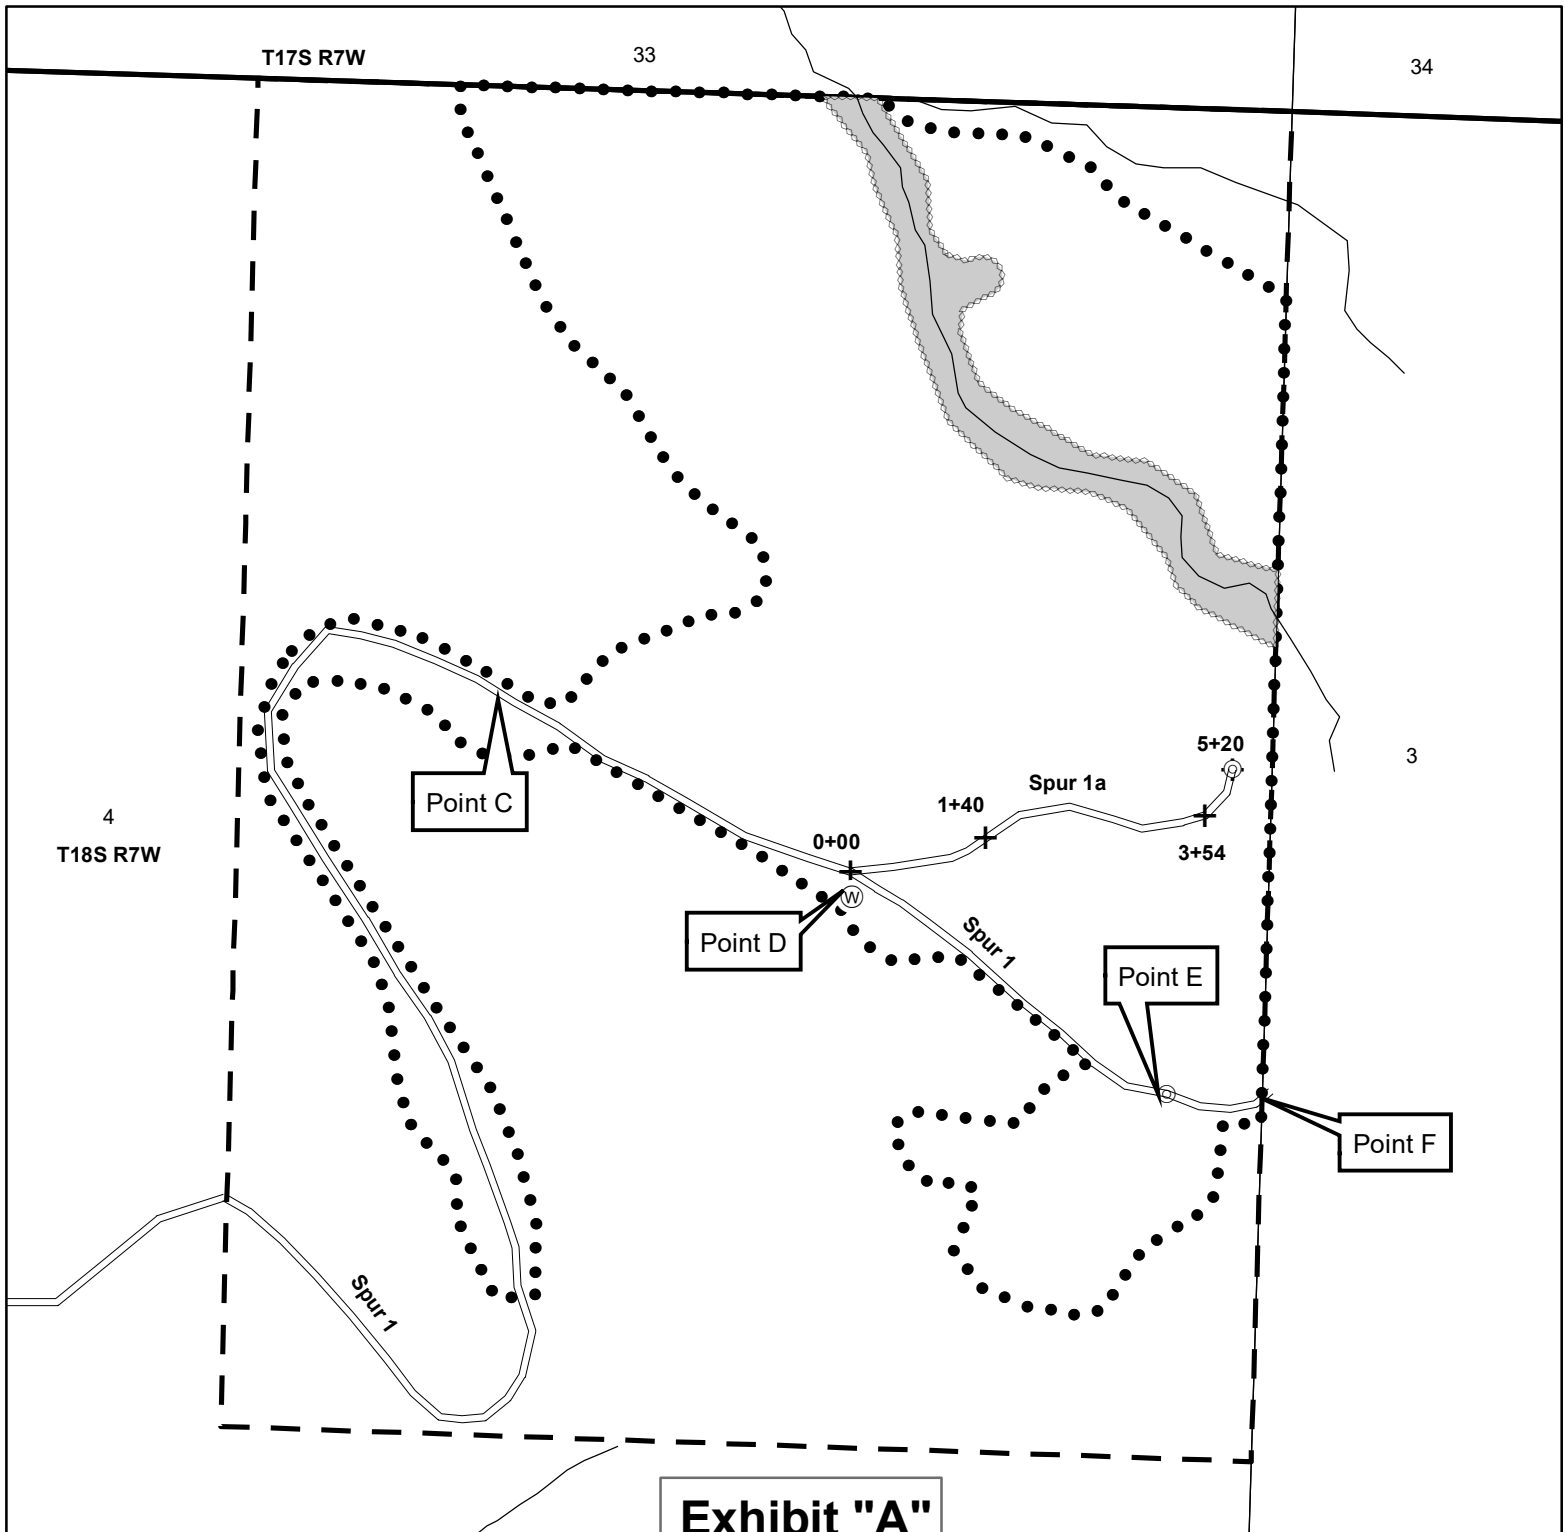 T17S R7W
33
34
5+20
3
Spur 1a
Point C
1+40
4
0+00
T18S R7W
3+54
W
Point D
Spur 1
Point E
Point F
Spur 1
Exhibit "A"